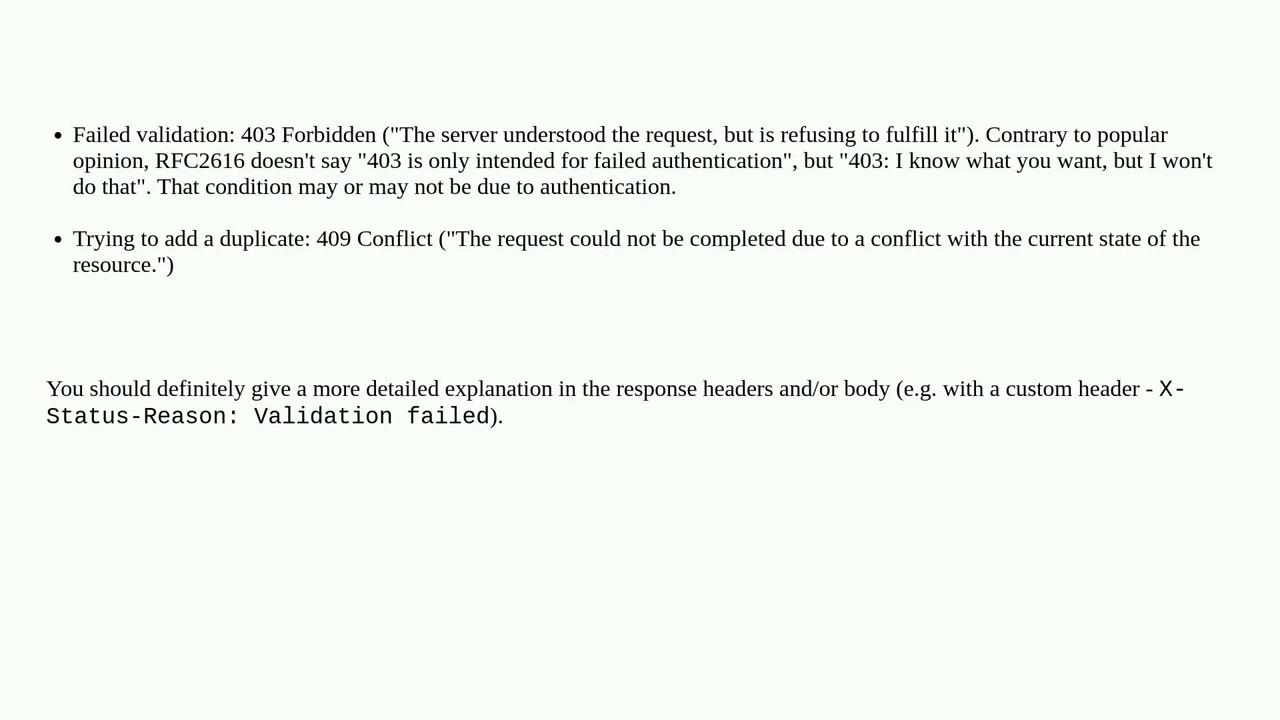 • Failed validation: 403 Forbidden ("The server understood the request, but is refusing to fulfill it"). Contrary to popular
opinion, RFC2616 doesn't say "403 is only intended for failed authentication", but "403: I know what you want, but I won't
do that". That condition may or may not be due to authentication.
• Trying to add a duplicate: 409 Conflict ("The request could not be completed due to a conflict with the current state of the
resource.")
You should definitely give a more detailed explanation in the response headers and/or body (e.g. with a custom header - X-
Status-Reason: Validation failed).